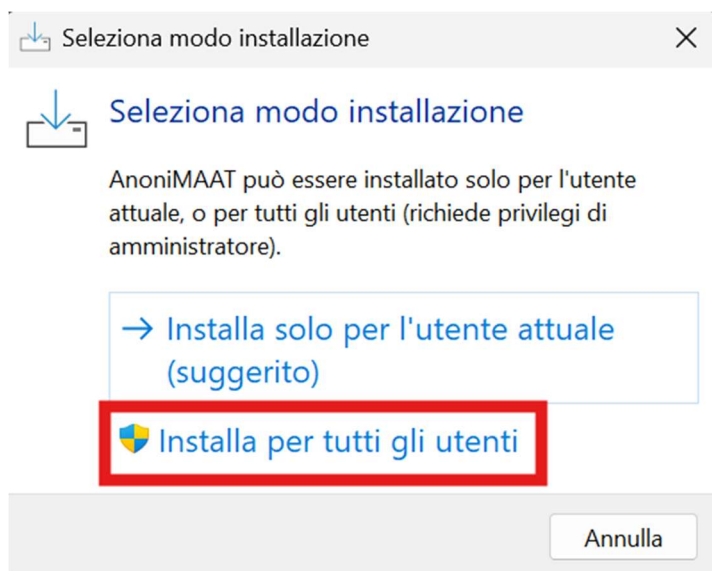 Seleziona modo installazione
Seleziona modo installazione
AnoniMAAT può essere installato solo per l'utente
attuale, o per tutti gli utenti (richiede privilegi di
amministratore).
Installa solo per l'utente attuale
(suggerito)
Installa per tutti gli utenti
Annulla